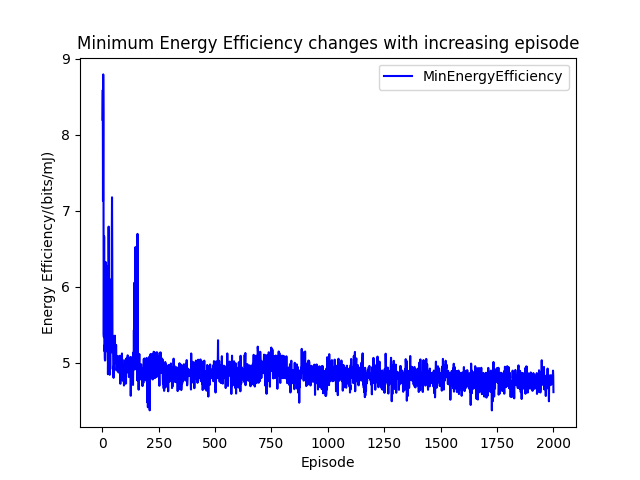 Minimum Energy Efficiency changes with increasing episode
MinEnergyEfficiency
Energy Efficiency/(bits/mJ)
9
8
7
6
5
0 250 500 750 1000 1250 1500 1750 2000
Episode